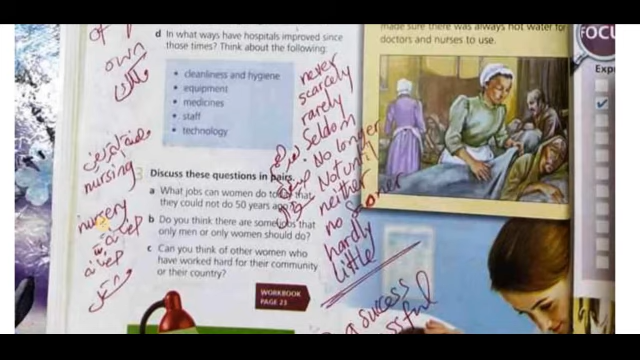 of
own
nursing
nursery
d In what ways have hospitals improved since
those times? Think about the following:
• cleanliness and hygiene
• equipment
• medicines
• staff
• technology
3 Discuss these questions in pairs.
a What jobs can women do today that
they could not do 50 years ago?
b Do you think there are some jobs that
only men or only women should do?
c Can you think of other women who
have worked hard for their community
or their country?
WORKBOOK
PAGE 23
never
scarcely
rarely
Seldom
No longer
Not until
neither
no sooner
hardly
Little
success
made sure there was always hot water for
doctors and nurses to use.
FOCU